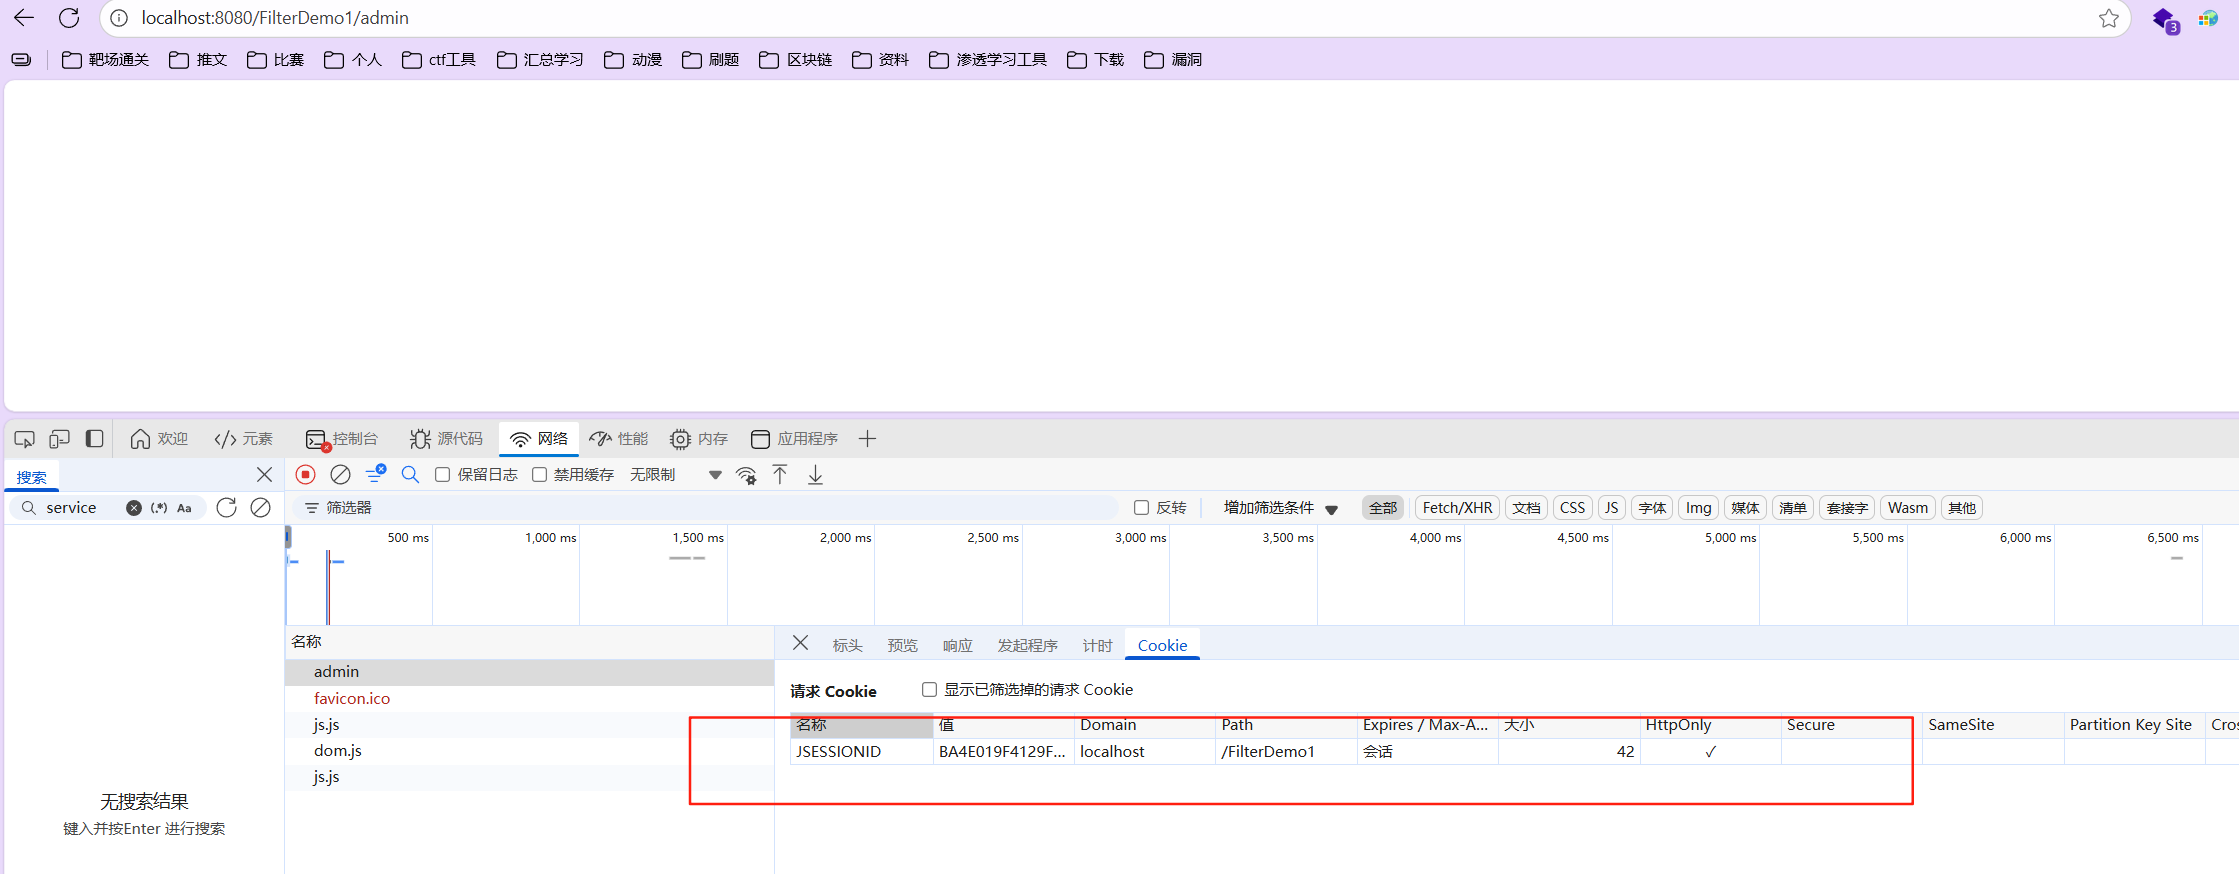 localhost:8080/FilterDemo1/admin
3
靶场通关 推文 比赛 个人 ctf工具 汇总学习 动漫 刷题 区块链 资料 渗透学习工具 下载 漏洞
欢迎 元素 控制台 源代码 网络 性能 内存 应用程序
搜索
保留日志 禁用缓存 无限制
service (.*) Aa
筛选器 反转 增加筛选条件 全部 Fetch/XHR 文档 CSS JS 字体 Img 媒体 清单 套接字 Wasm 其他
500 ms 1,000 ms 1,500 ms 2,000 ms 2,500 ms 3,000 ms 3,500 ms 4,000 ms 4,500 ms 5,000 ms 5,500 ms 6,000 ms 6,500 ms
名称
标头 预览 响应 发起程序 计时 Cookie
admin
favicon.ico
js.js
dom.js
js.js
请求 Cookie 显示已筛选掉的请求 Cookie
名称 值 Domain Path Expires / Max-A... 大小 HttpOnly Secure SameSite Partition Key Site Cros
JSESSIONID BA4E019F4129F... localhost /FilterDemo1 会话 42 ✓
无搜索结果
键入并按Enter 进行搜索